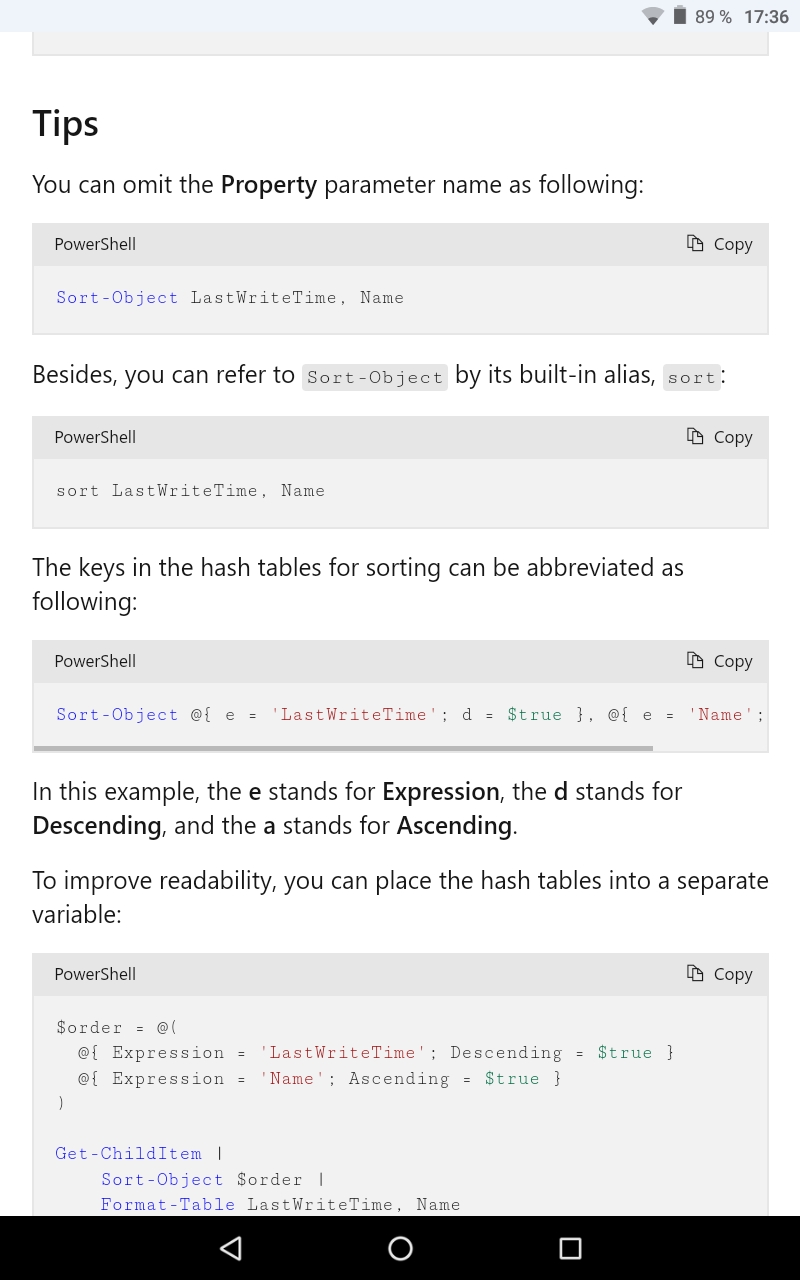 89 % 17:36
Tips
You can omit the Property parameter name as following:
PowerShell Copy
Sort-Object LastWriteTime, Name
Besides, you can refer to Sort-Object by its built-in alias, sort:
PowerShell Copy
sort LastWriteTime, Name
The keys in the hash tables for sorting can be abbreviated as
following:
PowerShell Copy
Sort-Object @{ e = 'LastWriteTime'; d = $true }, @{ e = 'Name';
In this example, the e stands for Expression, the d stands for
Descending, and the a stands for Ascending.
To improve readability, you can place the hash tables into a separate
variable:
PowerShell Copy
$order = @(
  @{ Expression = 'LastWriteTime'; Descending = $true }
  @{ Expression = 'Name'; Ascending = $true }
)
Get-ChildItem |
    Sort-Object $order |
    Format-Table LastWriteTime, Name